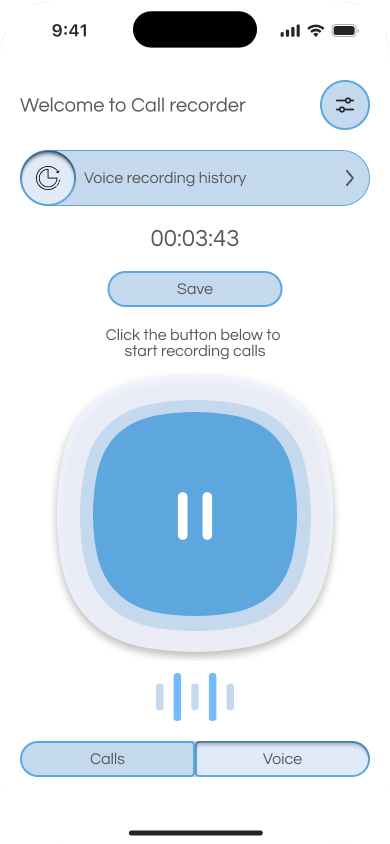 9:41
Welcome to Call recorder
Voice recording history
00:03:43
Save
Click the button below to
start recording calls
Calls
Voice